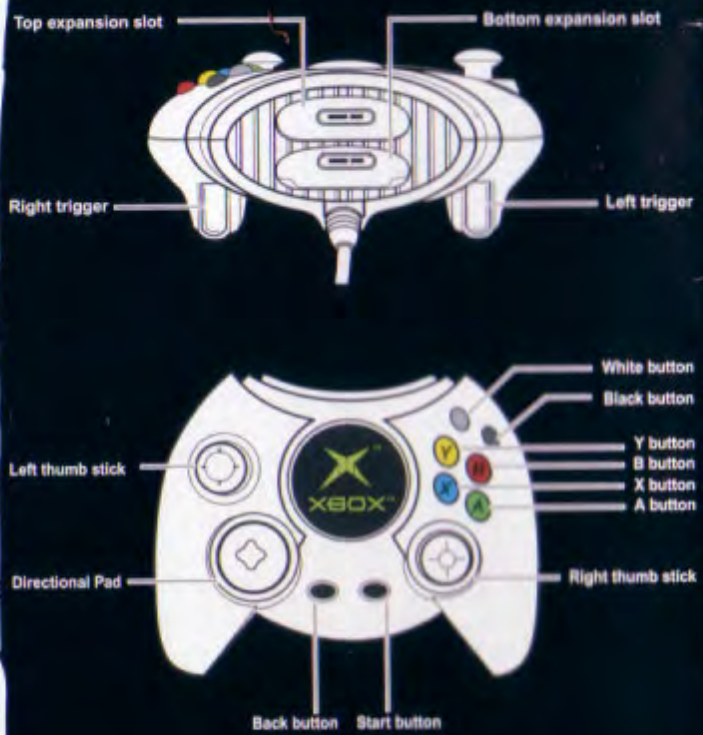 Top expansion slot
Bottom expansion slot
Right trigger
Left trigger
White button
Black button
Y
Y button
B
B button
Left thumb stick
XBOX™
X
X button
A
A button
Directional Pad
Right thumb stick
Back button
Start button